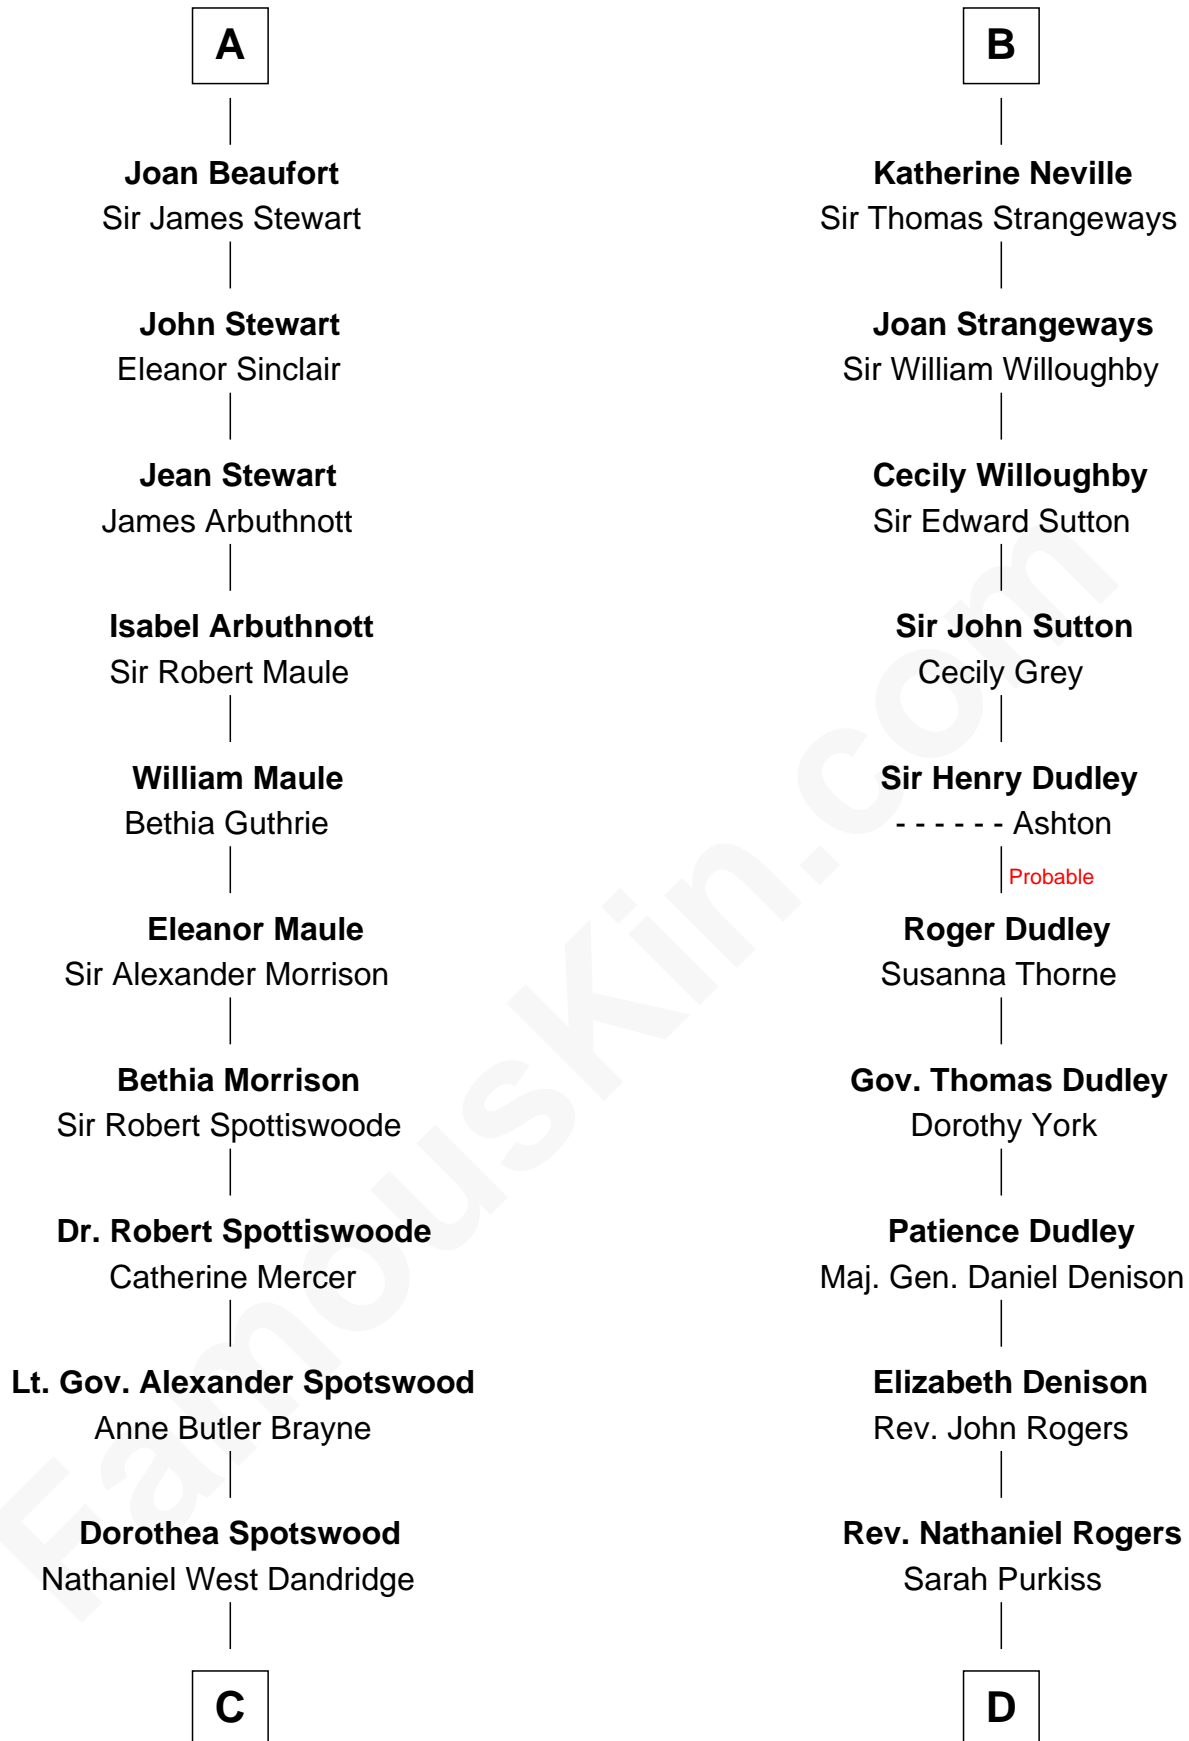 A
Joan Beaufort
Sir James Stewart
John Stewart
Eleanor Sinclair
Jean Stewart
James Arbuthnott
Isabel Arbuthnott
Sir Robert Maule
William Maule
Bethia Guthrie
Eleanor Maule
Sir Alexander Morrison
Bethia Morrison
Sir Robert Spottiswoode
Dr. Robert Spottiswoode
Catherine Mercer
Lt. Gov. Alexander Spotswood
Anne Butler Brayne
Dorothea Spotswood
Nathaniel West Dandridge
C
B
Katherine Neville
Sir Thomas Strangeways
Joan Strangeways
Sir William Willoughby
Cecily Willoughby
Sir Edward Sutton
Sir John Sutton
Cecily Grey
Sir Henry Dudley
- - - - - - Ashton
Probable
Roger Dudley
Susanna Thorne
Gov. Thomas Dudley
Dorothy York
Patience Dudley
Maj. Gen. Daniel Denison
Elizabeth Denison
Rev. John Rogers
Rev. Nathaniel Rogers
Sarah Purkiss
D
FamousKin.com